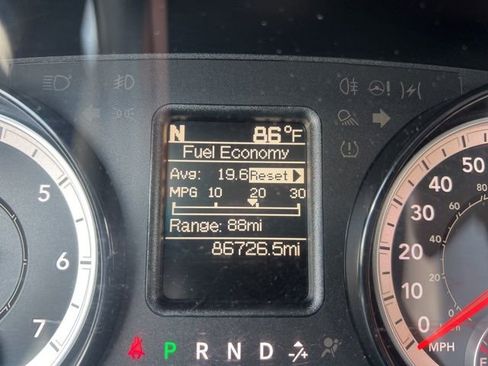 N 86°F
Fuel Economy
Avg: 19.6 Reset
MPG 10 20 30
Range: 88mi
86726.5mi
P R N D -/+
5
6
7
50
40
30
20
10
0
MPH